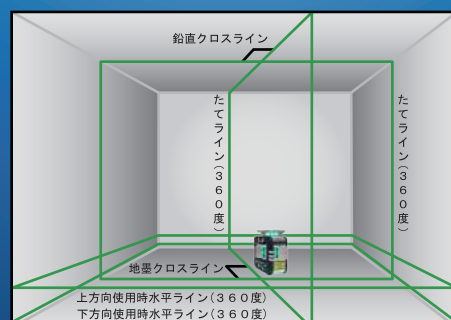 鉛直クロスライン
たてライン(360度)
たてライン(360度)
地墨クロスライン
上方向使用時水平ライン(360度)
下方向使用時水平ライン(360度)